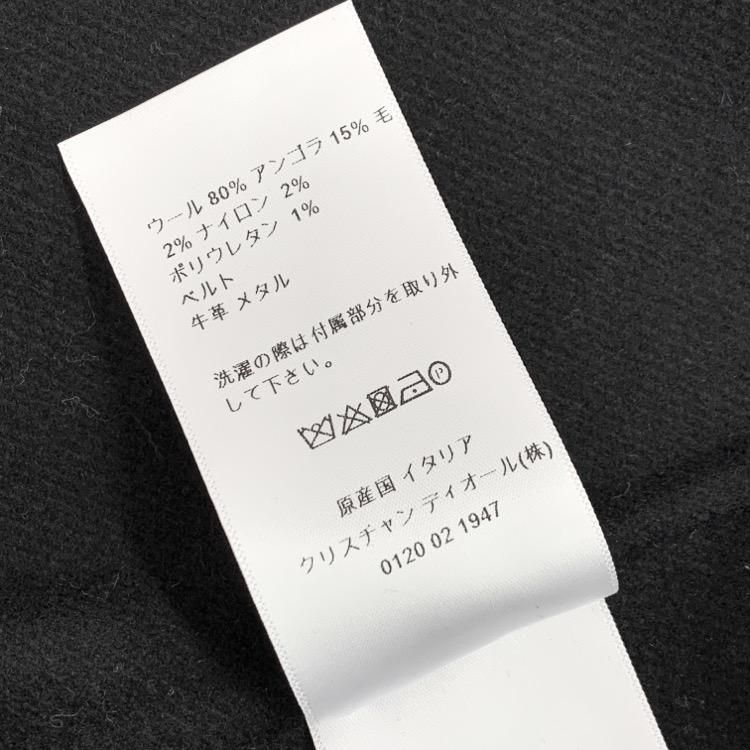 ウール 80% アンゴラ 15% 毛
2% ナイロン 2%
ポリウレタン 1%
ベルト
牛革 メタル
洗濯の際は付属部分を取り外
して下さい。
P
原産国 イタリア
クリスチャン ディオール(株)
0120 02 1947